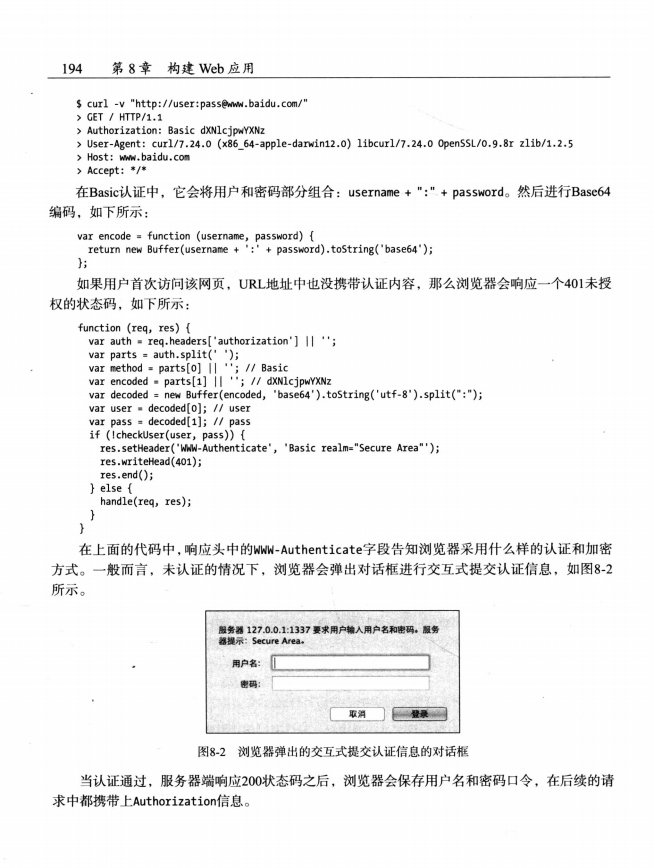 194 第 8 章 构建 Web 应用
$ curl -v "http://user:pass@www.baidu.com/"
> GET / HTTP/1.1
> Authorization: Basic dXNlcjpwYXNz
> User-Agent: curl/7.24.0 (x86_64-apple-darwin12.0) libcurl/7.24.0 OpenSSL/0.9.8r zlib/1.2.5
> Host: www.baidu.com
> Accept: */*
在Basic认证中，它会将用户和密码部分组合：username + ":" + password。然后进行Base64
编码，如下所示：
var encode = function (username, password) {
return new Buffer(username + ':' + password).toString('base64');
};
如果用户首次访问该网页，URL地址中也没携带认证内容，那么浏览器会响应一个401未授
权的状态码，如下所示：
function (req, res) {
var auth = req.headers['authorization'] || '';
var parts = auth.split(' ');
var method = parts[0] || ''; // Basic
var encoded = parts[1] || ''; // dXNlcjpwYXNz
var decoded = new Buffer(encoded, 'base64').toString('utf-8').split(":");
var user = decoded[0]; // user
var pass = decoded[1]; // pass
if (!checkUser(user, pass)) {
res.setHeader('WWW-Authenticate', 'Basic realm="Secure Area"');
res.writeHead(401);
res.end();
} else {
handle(req, res);
}
}
在上面的代码中，响应头中的WWW-Authenticate字段告知浏览器采用什么样的认证和加密
方式。一般而言，未认证的情况下，浏览器会弹出对话框进行交互式提交认证信息，如图8-2
所示。
服务器 127.0.0.1:1337 要求用户输入用户名和密码。服务
器提示：Secure Area。
用户名：
密码：
取消 登录
图8-2 浏览器弹出的交互式提交认证信息的对话框
当认证通过，服务器端响应200状态码之后，浏览器会保存用户名和密码口令，在后续的请
求中都携带上Authorization信息。